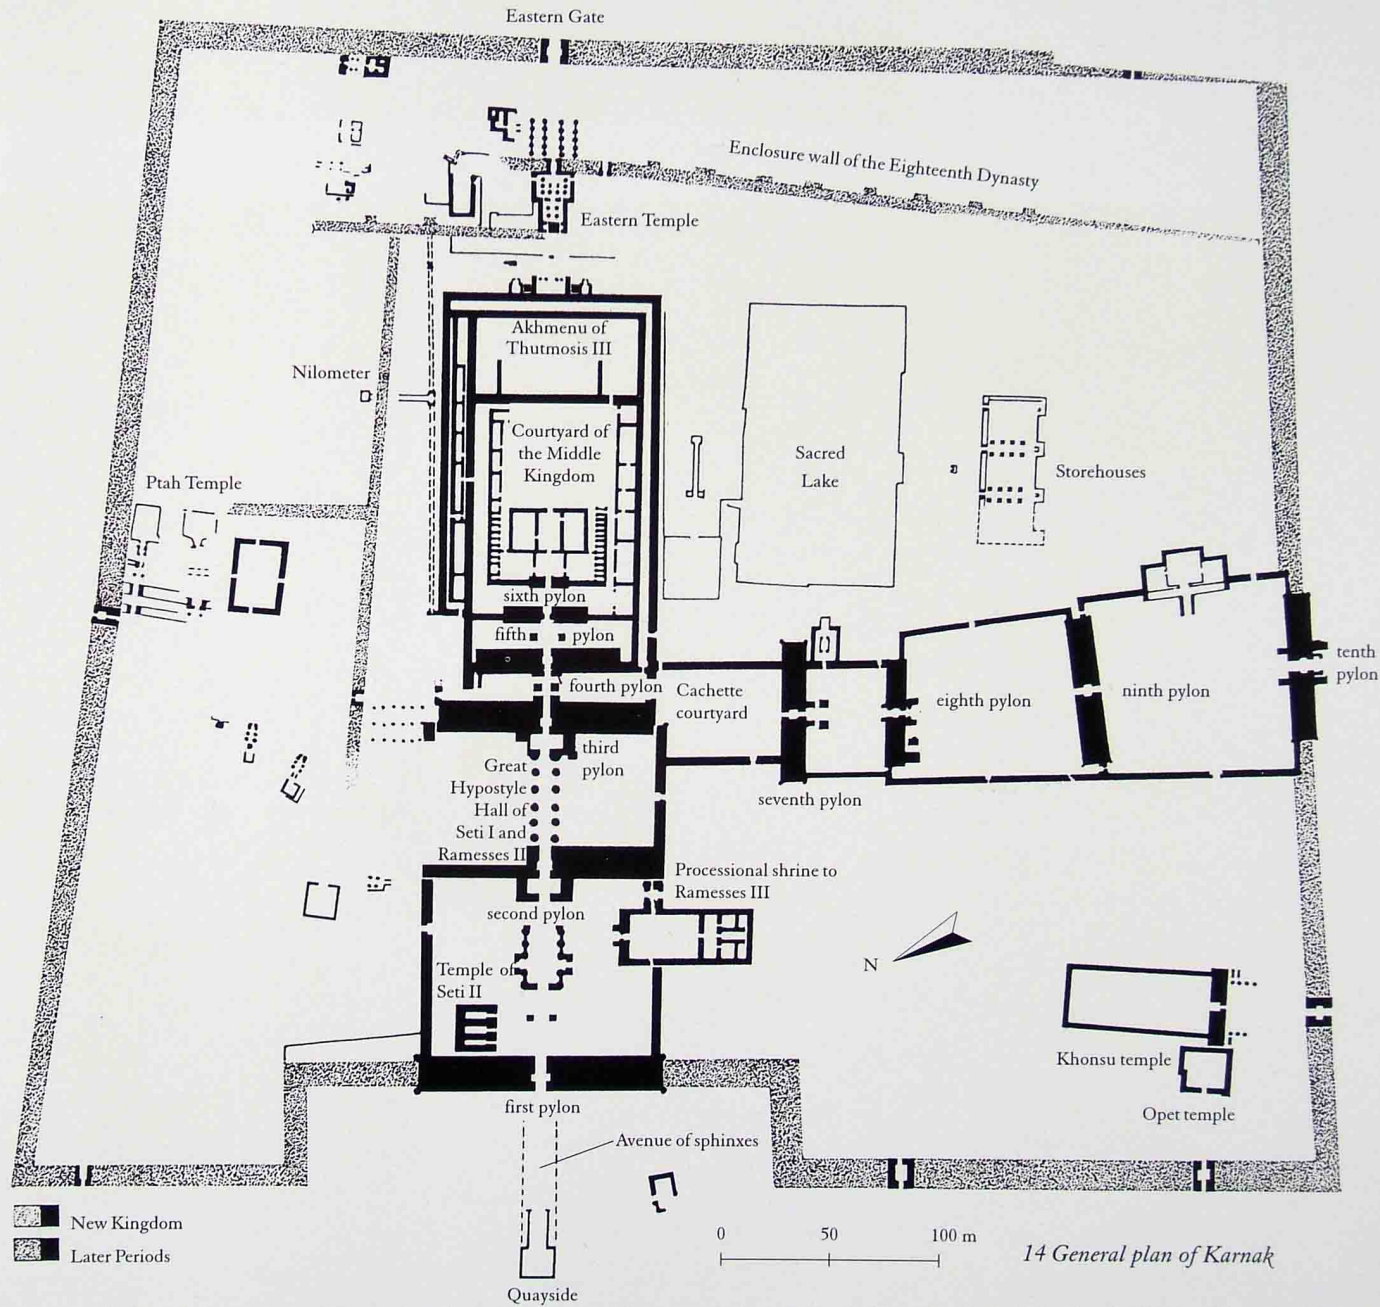 Eastern Gate
Enclosure wall of the Eighteenth Dynasty
Eastern Temple
Akhmenu of
Thutmosis III
Nilometer
Courtyard of
the Middle
Kingdom
Sacred
Lake
Storehouses
Ptah Temple
sixth pylon
fifth pylon
fourth pylon
Cachette
courtyard
eighth pylon
ninth pylon
tenth
pylon
third
pylon
Great
Hypostyle
Hall of
Seti I and
Ramesses II
seventh pylon
Processional shrine to
Ramesses III
second pylon
Temple of
Seti II
N
Khonsu temple
Opet temple
first pylon
Avenue of sphinxes
New Kingdom
Later Periods
0 50 100 m
14 General plan of Karnak
Quayside